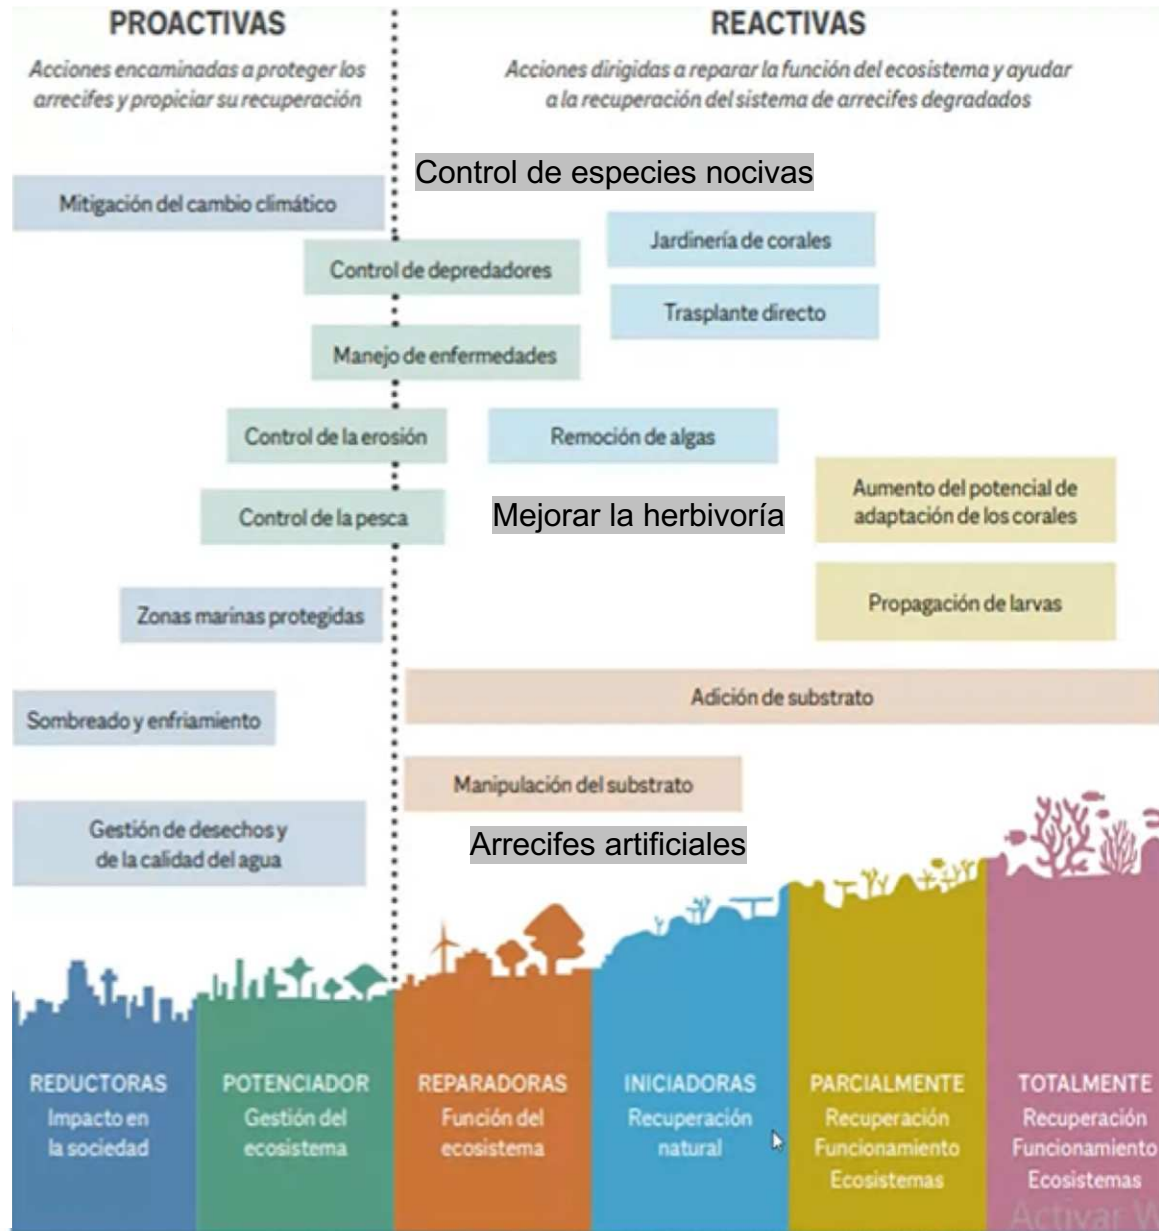 PROACTIVAS
Acciones encaminadas a proteger los
arrecifes y propiciar su recuperación
REACTIVAS
Acciones dirigidas a reparar la función del ecosistema y ayudar
a la recuperación del sistema de arrecifes degradados
Control de especies nocivas
Mitigación del cambio climático
Jardinería de corales
Control de depredadores
Trasplante directo
Manejo de enfermedades
Control de la erosión
Remoción de algas
Aumento del potencial de
adaptación de los corales
Control de la pesca
Mejorar la herbivoría
Zonas marinas protegidas
Propagación de larvas
Sombreado y enfriamiento
Adición de substrato
Manipulación del substrato
Gestión de desechos y
de la calidad del agua
Arrecifes artificiales
REDUCTORAS
Impacto en
la sociedad
POTENCIADOR
Gestión del
ecosistema
REPARADORAS
Función del
ecosistema
INICIADORAS
Recuperación
natural
PARCIALMENTE
Recuperación
Funcionamiento
Ecosistemas
TOTALMENTE
Recuperación
Funcionamiento
Ecosistemas
Activar W